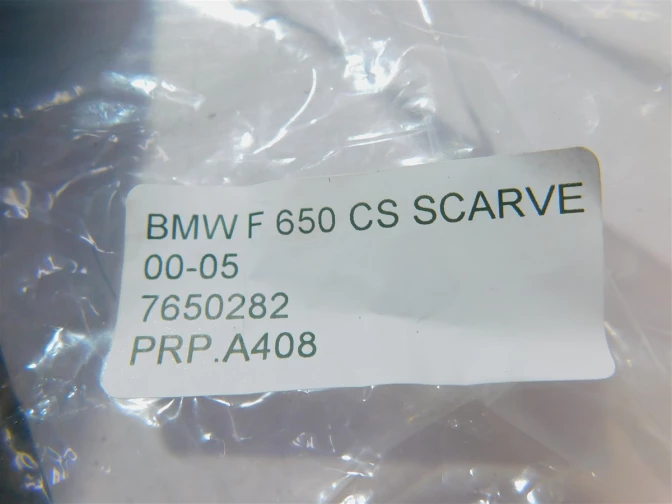 BMW F 650 CS SCARVE
00-05
7650282
PRP.A408